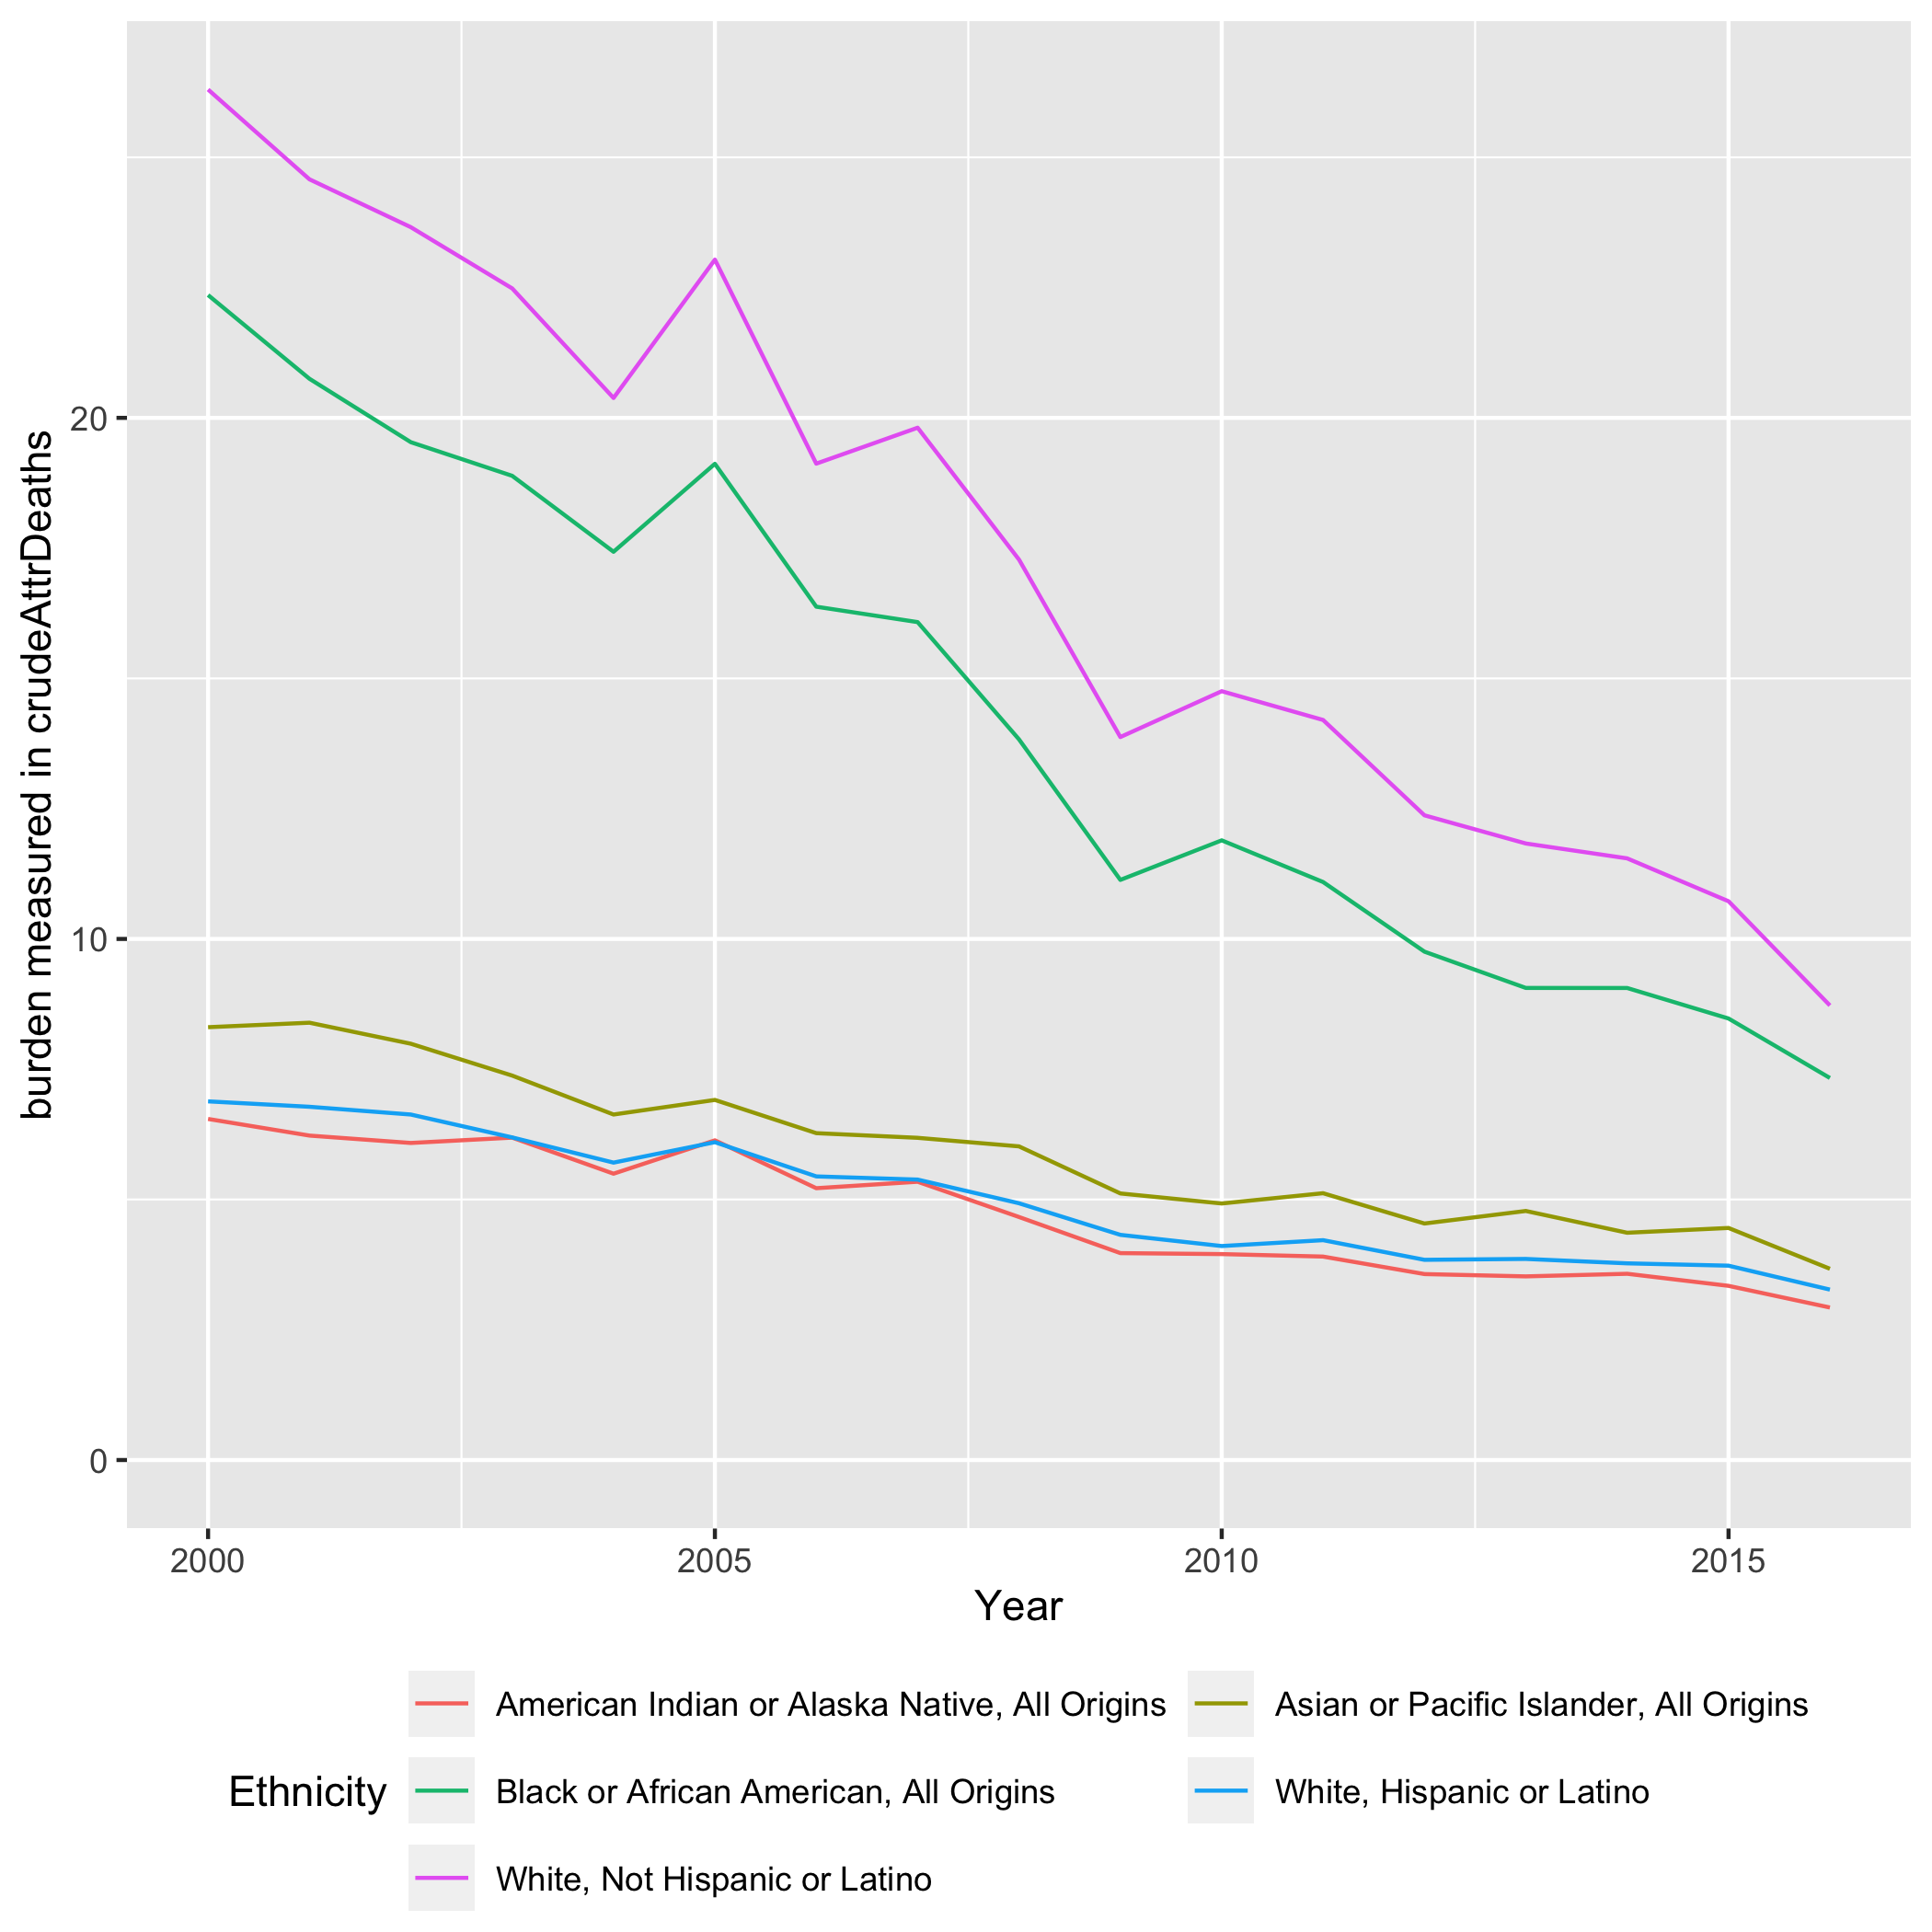 burden measured in crudeAttrDeaths
20
10
0
2000 2005 2010 2015
Year
Ethnicity
American Indian or Alaska Native, All Origins
Asian or Pacific Islander, All Origins
Black or African American, All Origins
White, Hispanic or Latino
White, Not Hispanic or Latino